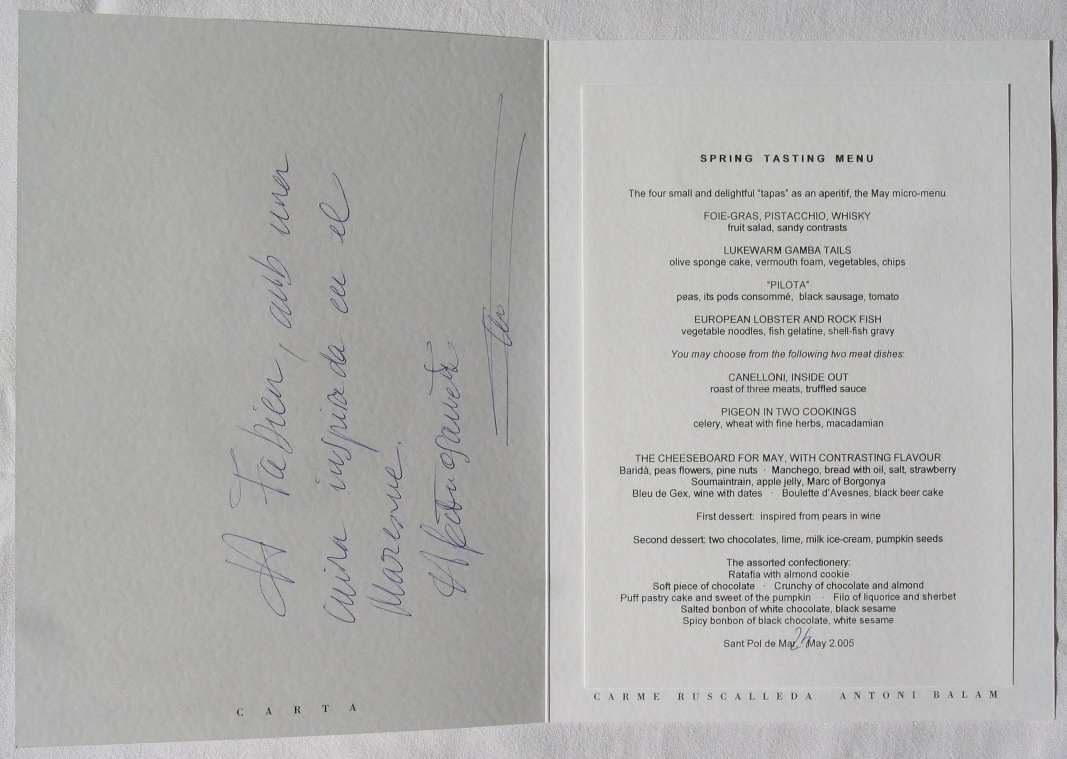 A Fabien, amb una
cuina inspirada en el
Maresme.
Afectuosament
C A R T A
SPRING TASTING MENU
The four small and delightful "tapas" as an aperitif, the May micro-menu
FOIE-GRAS, PISTACCHIO, WHISKY
fruit salad, sandy contrasts
LUKEWARM GAMBA TAILS
olive sponge cake, vermouth foam, vegetables, chips
"PILOTA"
peas, its pods consommé, black sausage, tomato
EUROPEAN LOBSTER AND ROCK FISH
vegetable noodles, fish gelatine, shell-fish gravy
You may choose from the following two meat dishes:
CANELLONI, INSIDE OUT
roast of three meats, truffled sauce
PIGEON IN TWO COOKINGS
celery, wheat with fine herbs, macadamian
THE CHEESEBOARD FOR MAY, WITH CONTRASTING FLAVOUR
Baridà, peas flowers, pine nuts · Manchego, bread with oil, salt, strawberry
Soumaintrain, apple jelly, Marc of Borgonya
Bleu de Gex, wine with dates · Boulette d'Avesnes, black beer cake
First dessert: inspired from pears in wine
Second dessert: two chocolates, lime, milk ice-cream, pumpkin seeds
The assorted confectionery:
Ratafia with almond cookie
Soft piece of chocolate · Crunchy of chocolate and almond
Puff pastry cake and sweet of the pumpkin · Filo of liquorice and sherbet
Salted bonbon of white chocolate, black sesame
Spicy bonbon of black chocolate, white sesame
Sant Pol de Mar, May 2.005
CARME RUSCALLEDA ANTONI BALAM